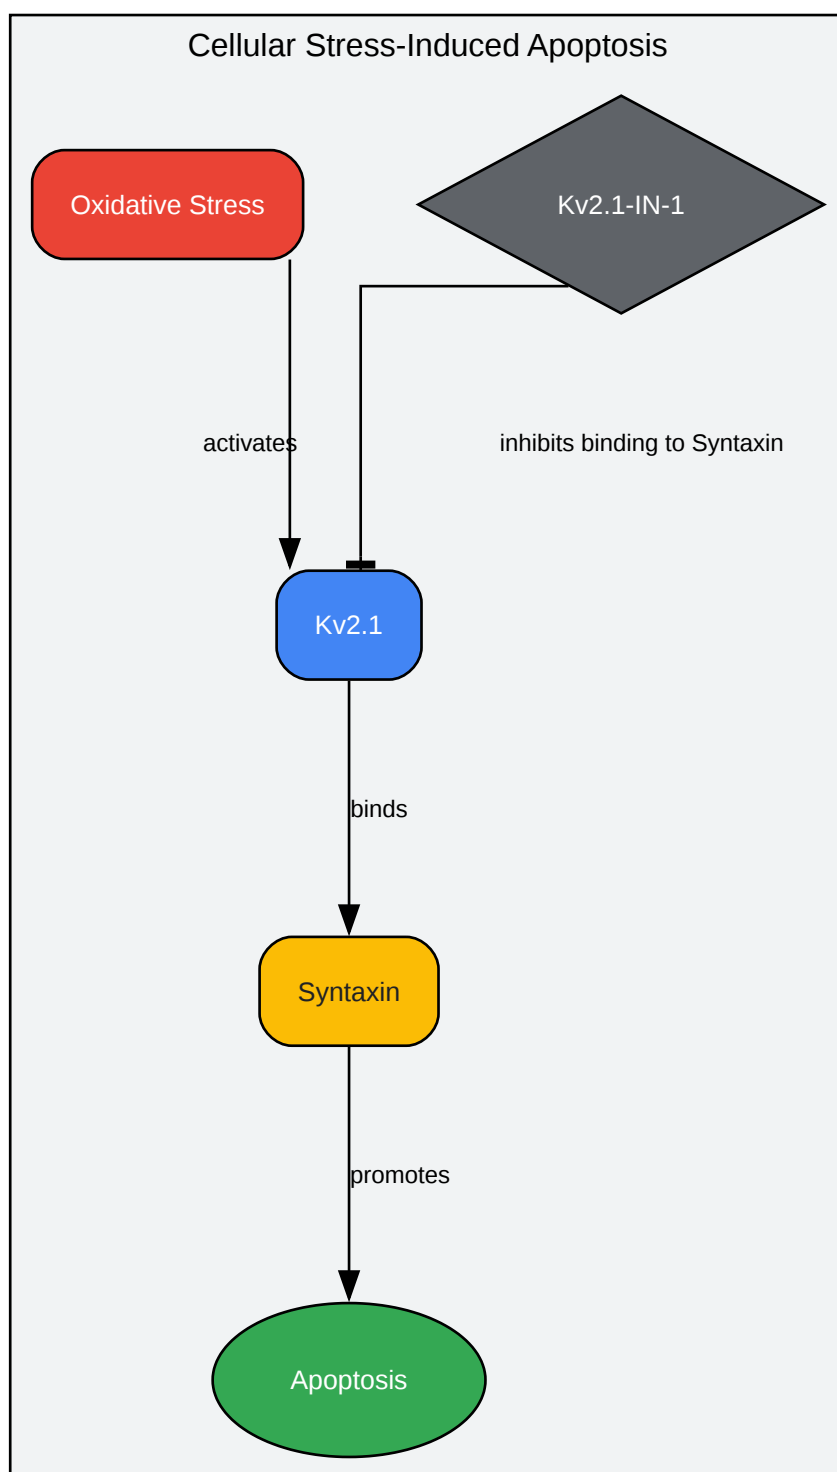 Cellular Stress-Induced Apoptosis
Oxidative Stress
Kv2.1-IN-1
activates
inhibits binding to Syntaxin
Kv2.1
binds
Syntaxin
promotes
Apoptosis